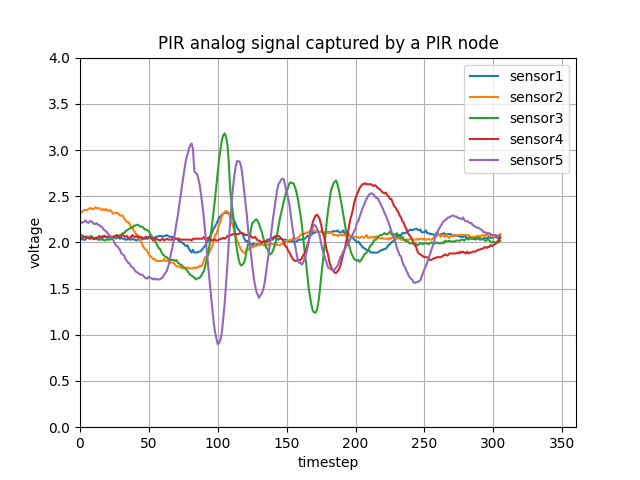 PIR analog signal captured by a PIR node
4.0
3.5
3.0
2.5
2.0
1.5
1.0
0.5
0.0
voltage
sensor1
sensor2
sensor3
sensor4
sensor5
0 50 100 150 200 250 300 350
timestep